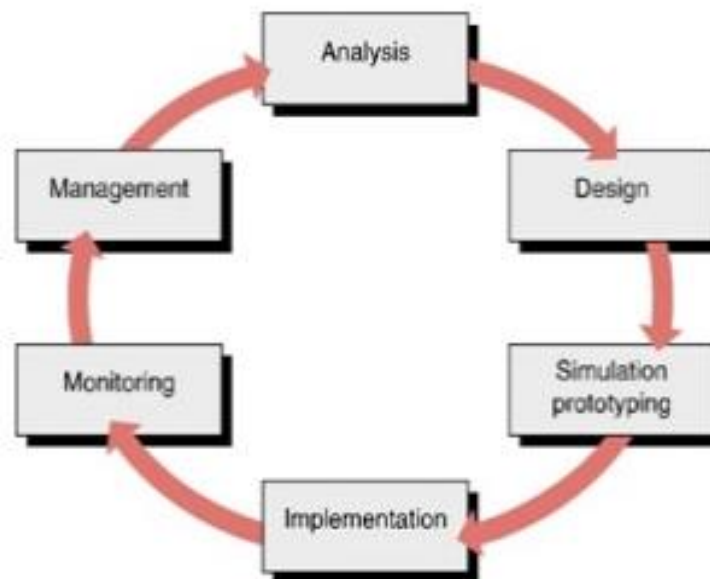 Analysis
Design
Simulation
prototyping
Implementation
Monitoring
Management